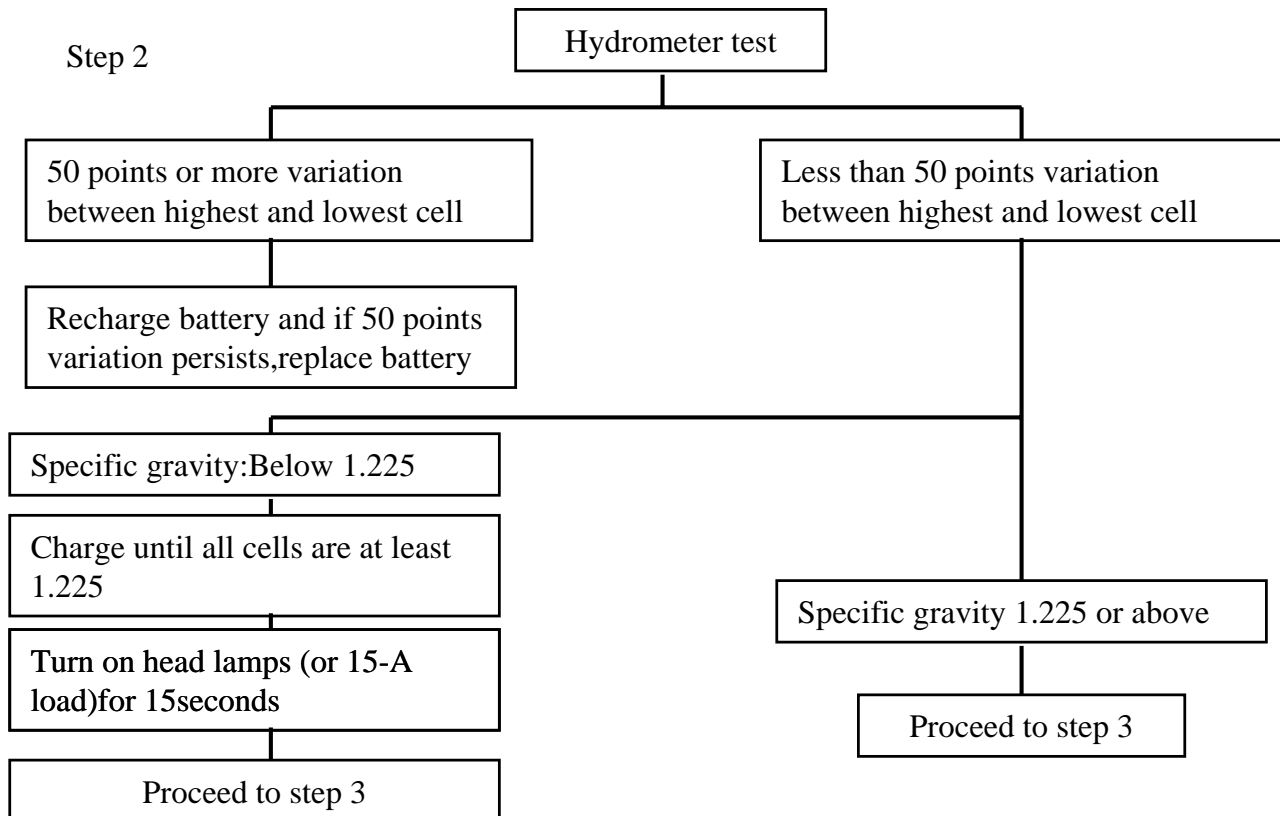 Step 2
Hydrometer test
50 points or more variation
between highest and lowest cell
Less than 50 points variation
between highest and lowest cell
Recharge battery and if 50 points
variation persists,replace battery
Specific gravity:Below 1.225
Charge until all cells are at least
1.225
Turn on head lamps (or 15-A
load)for 15seconds
Proceed to step 3
Specific gravity 1.225 or above
Proceed to step 3